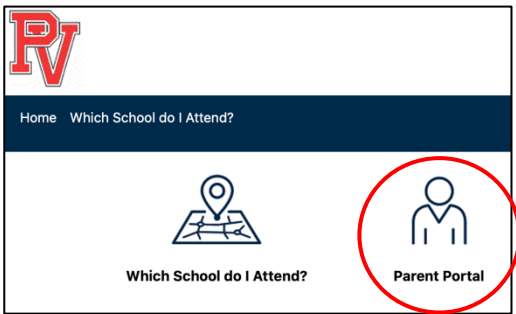 PV
Home Which School do I Attend?
Which School do I Attend? Parent Portal